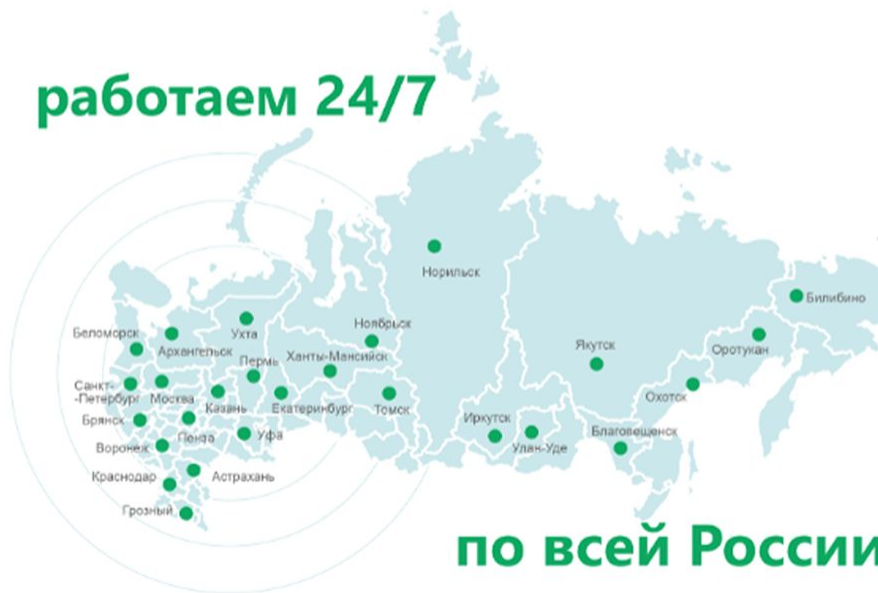 работаем 24/7
Норильск
Билибино
Беломорск
Архангельск
Ухта
Ноябрьск
Пермь
Ханты-Мансийск
Якутск
Оротукан
Санкт-
-Петербург
Москва
Казань
Екатеринбург
Томск
Охотск
Брянск
Пенза
Уфа
Иркутск
Улан-Уде
Благовещенск
Воронеж
Краснодар
Астрахань
Грозный
по всей России